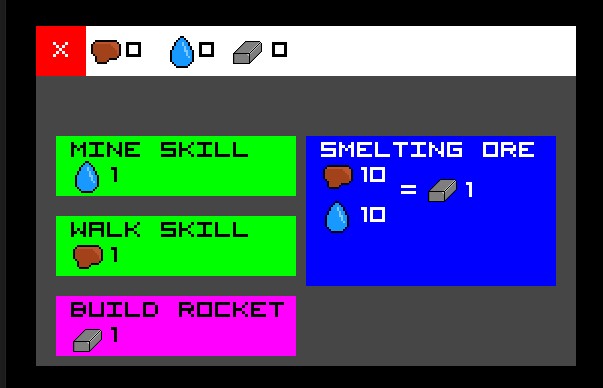 X 0 0 0
MINE SKILL
1
WALK SKILL
1
BUILD ROCKET
1
SMELTING ORE
10
= 1
10